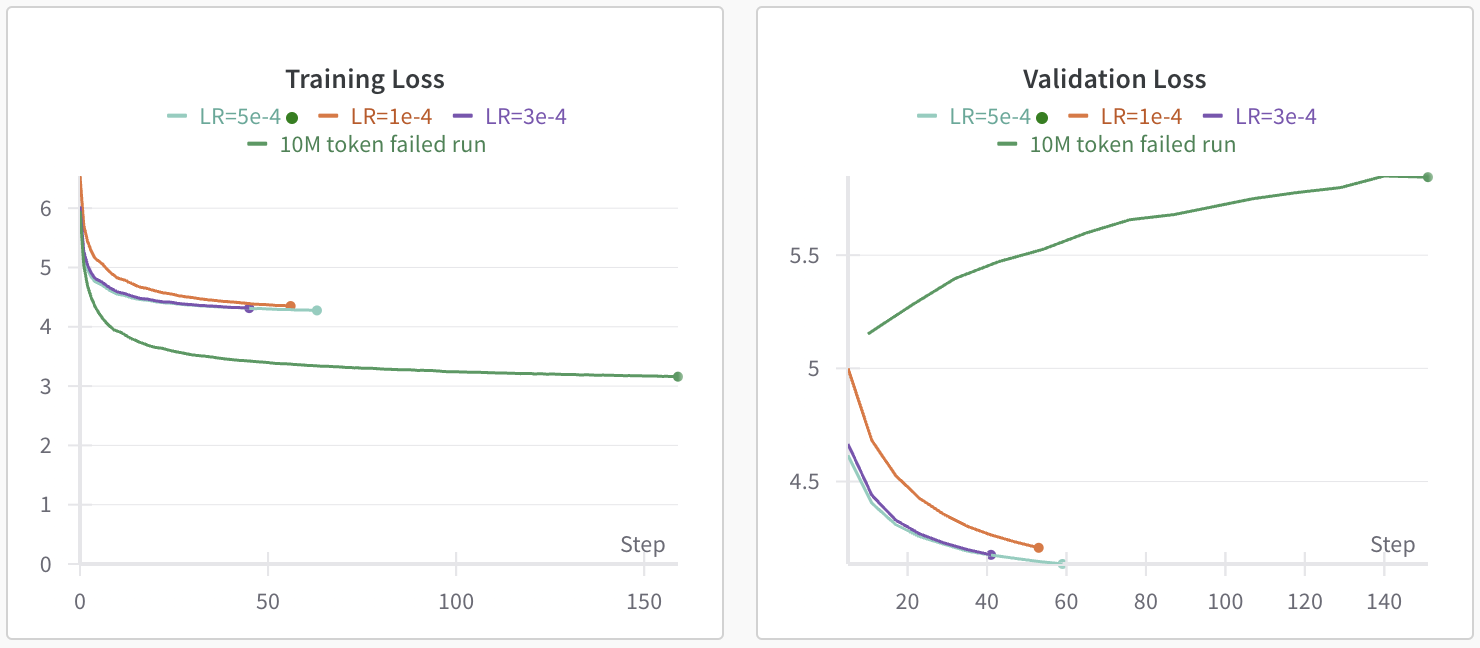 Training Loss
LR=5e-4 LR=1e-4 LR=3e-4
10M token failed run
6
5
4
3
2
1
0
Step
0 50 100 150
Validation Loss
LR=5e-4 LR=1e-4 LR=3e-4
10M token failed run
5.5
5
4.5
Step
20 40 60 80 100 120 140